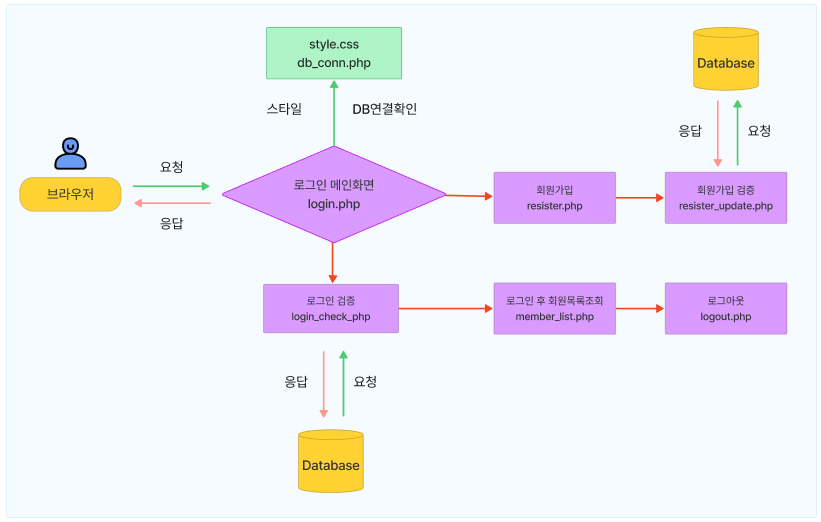 style.css
db_conn.php
스타일
DB연결확인
Database
응답
요청
요청
브라우저
응답
로그인 메인화면
login.php
회원가입
resister.php
회원가입 검증
resister_update.php
로그인 검증
login_check_php
로그인 후 회원목록조회
member_list.php
로그아웃
logout.php
응답
요청
Database